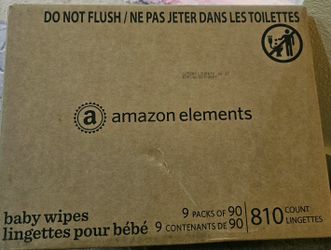 DO NOT FLUSH / NE PAS JETER DANS LES TOILETTES
a amazon elements
baby wipes
lingettes pour bébé
9 PACKS OF 90
9 CONTENANTS DE 90
810 COUNT
LINGETTES